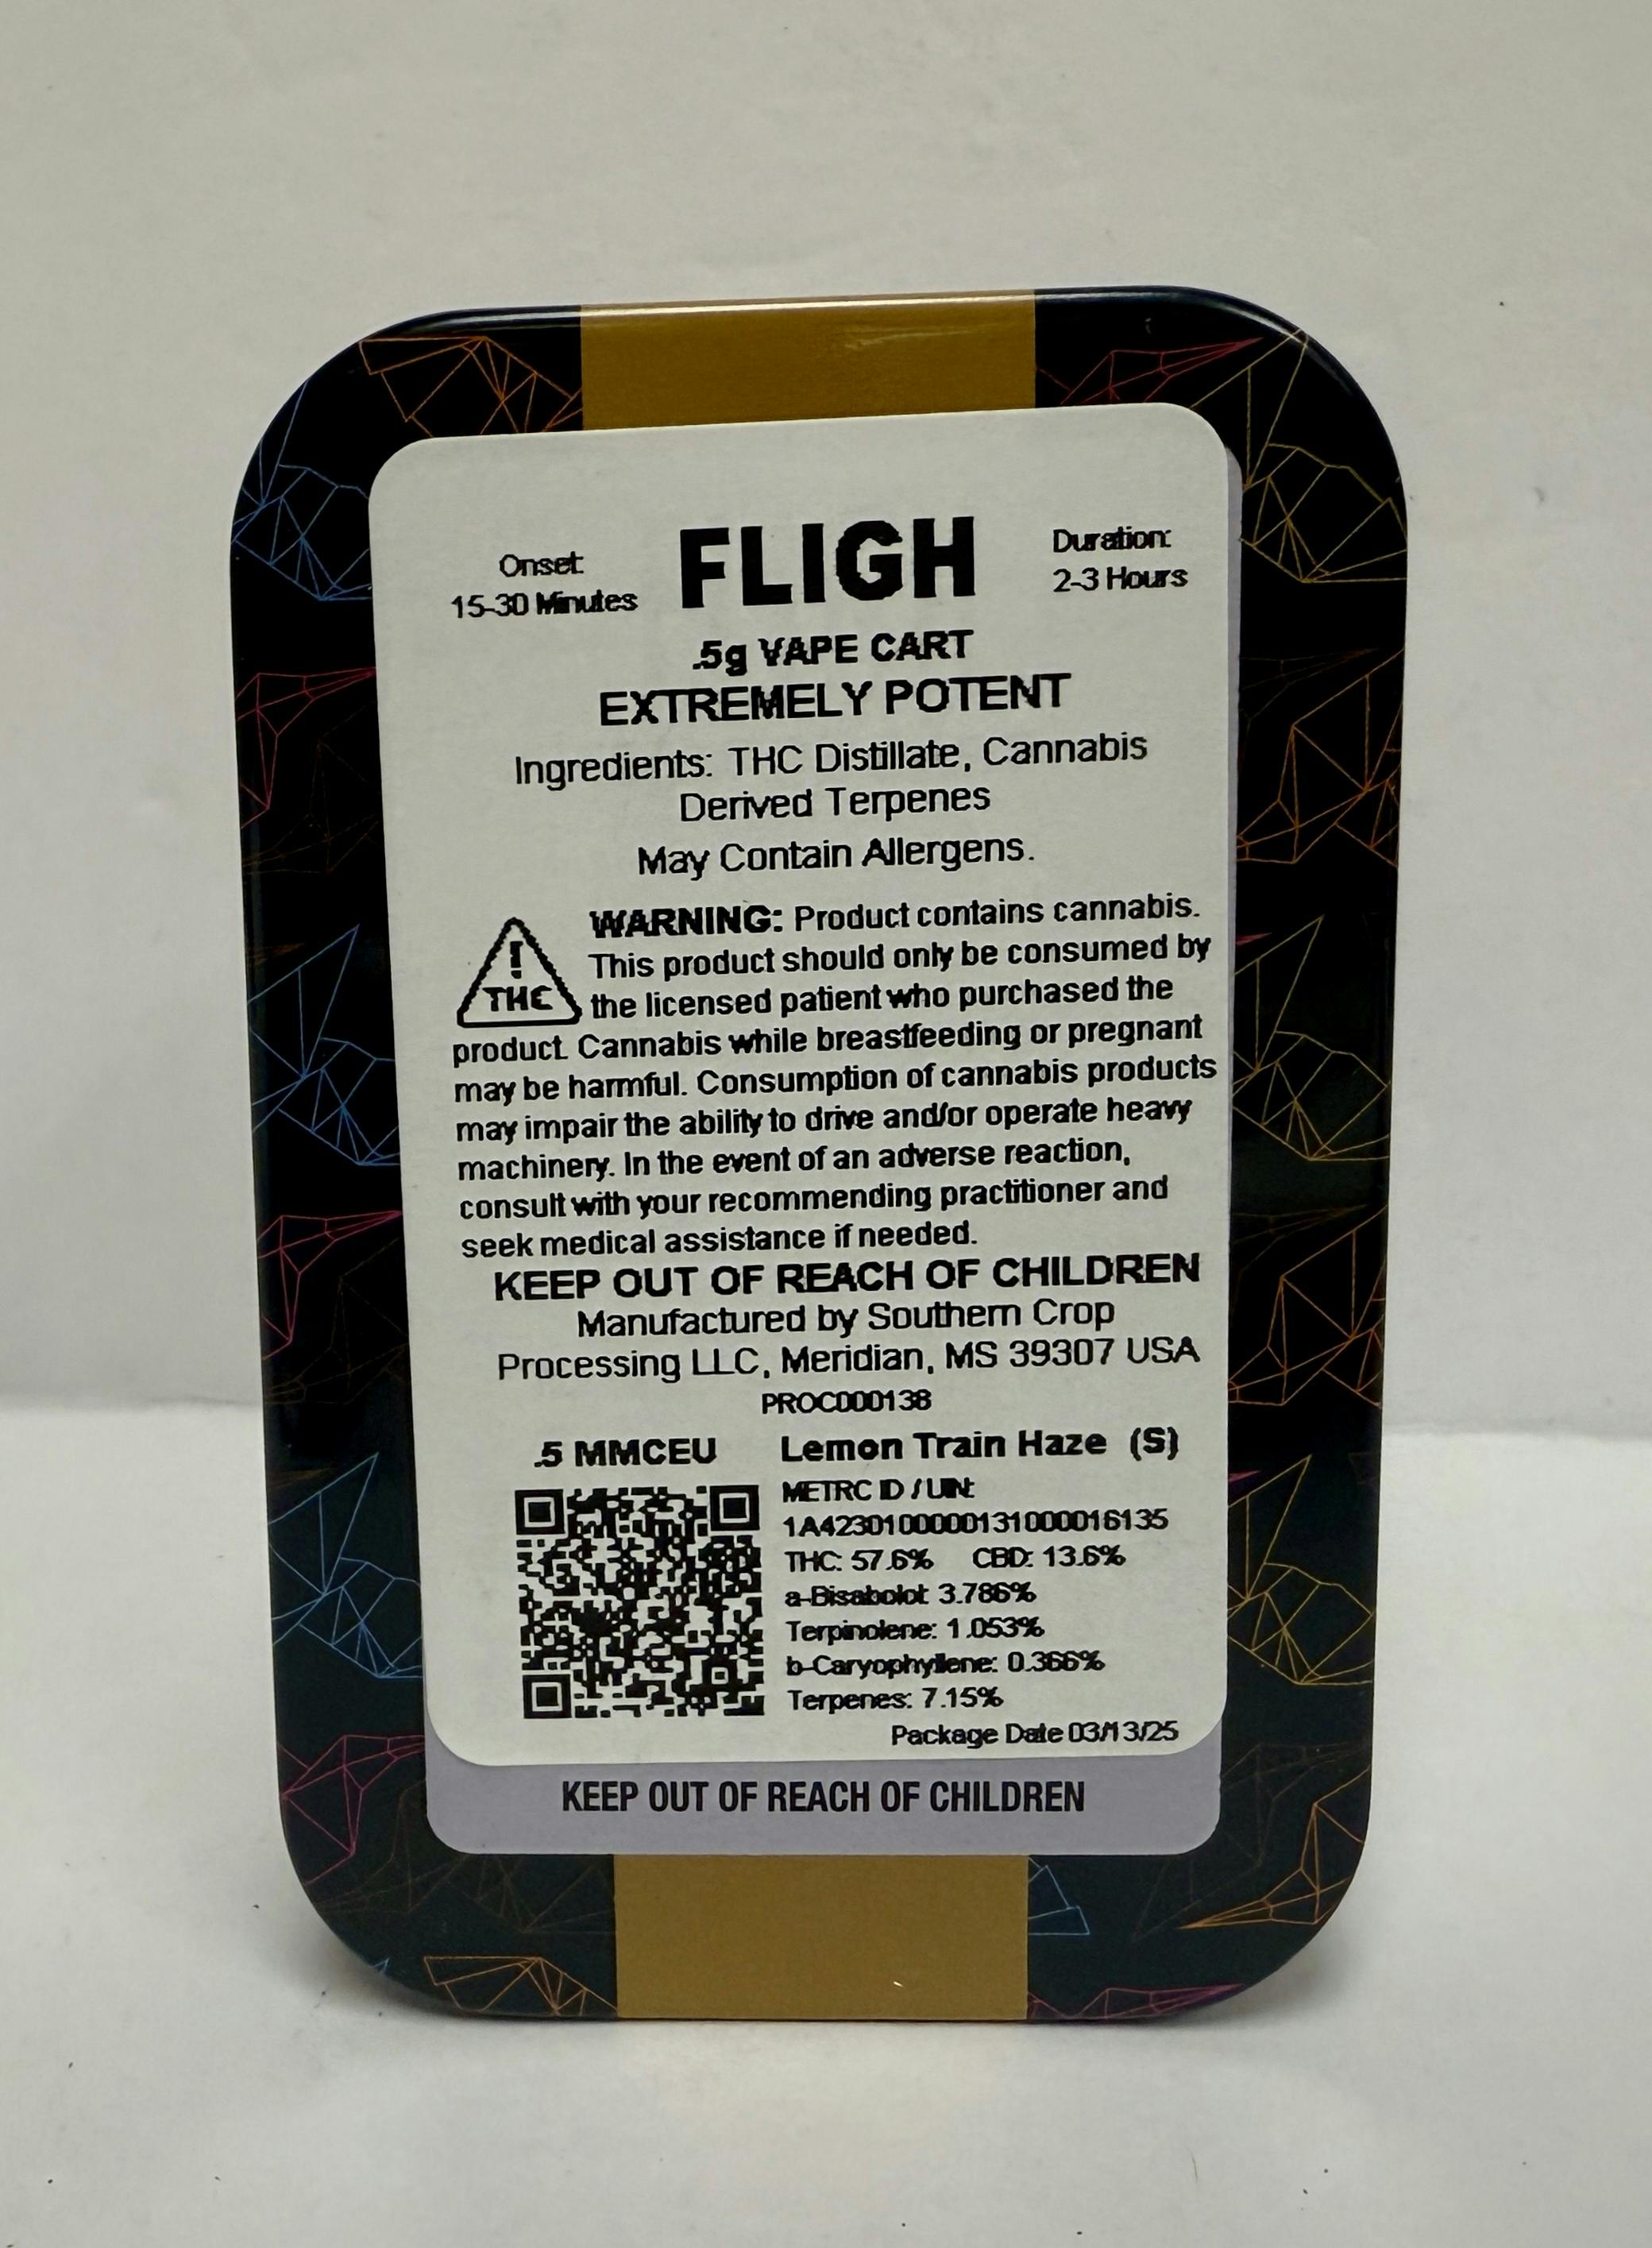 Onset:
15-30 Minutes
FLIGH
Duration:
2-3 Hours
.5g VAPE CART
EXTREMELY POTENT
Ingredients: THC Distillate, Cannabis
Derived Terpenes
May Contain Allergens.
!
THC
WARNING: Product contains cannabis.
This product should only be consumed by
the licensed patient who purchased the
product. Cannabis while breastfeeding or pregnant
may be harmful. Consumption of cannabis products
may impair the ability to drive and/or operate heavy
machinery. In the event of an adverse reaction,
consult with your recommending practitioner and
seek medical assistance if needed.
KEEP OUT OF REACH OF CHILDREN
Manufactured by Southern Crop
Processing LLC, Meridian, MS 39307 USA
PROC000138
.5 MMCEU
Lemon Train Haze (S)
METRC ID / UIN:
1A4230100000131000016135
THC: 57.6% CBD: 13.6%
a-Bisabolol: 3.786%
Terpinolene: 1.053%
b-Caryophyllene: 0.366%
Terpenes: 7.15%
Package Date 03/13/25
KEEP OUT OF REACH OF CHILDREN